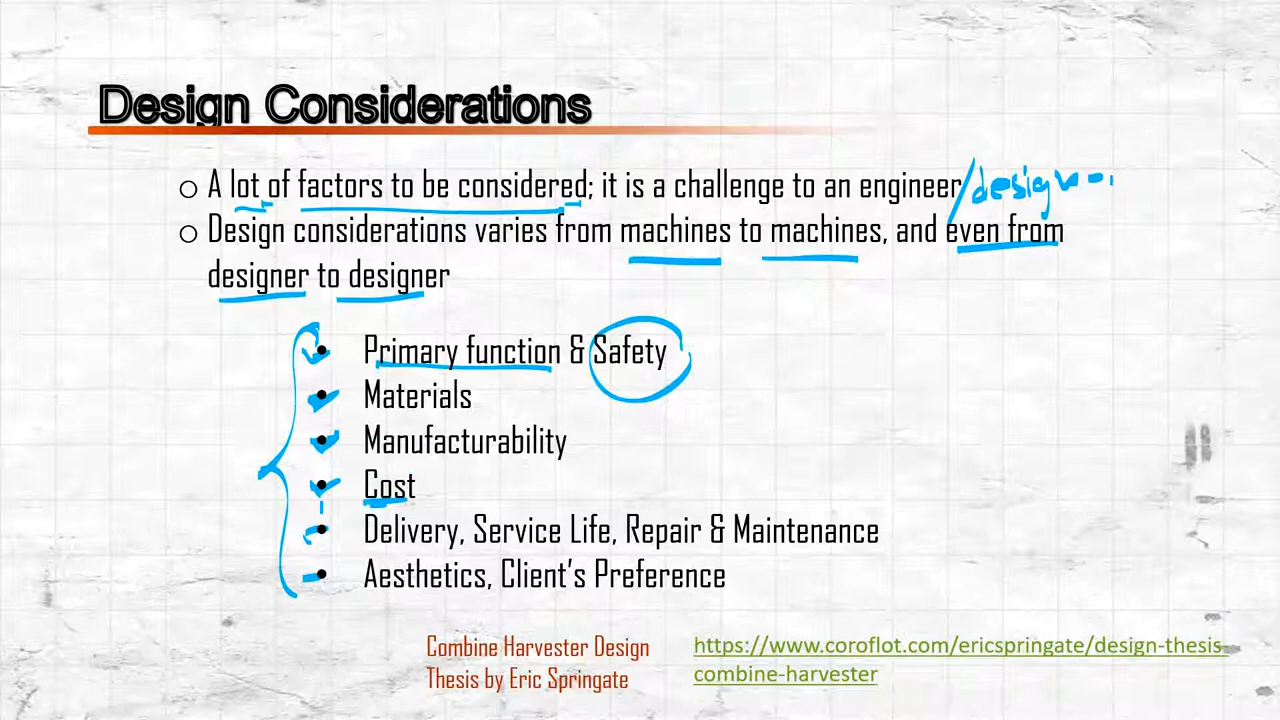 Design Considerations
A lot of factors to be considered; it is a challenge to an engineer/design
Design considerations varies from machines to machines, and even from
designer to designer
Primary function & Safety
Materials
Manufacturability
Cost
Delivery, Service Life, Repair & Maintenance
Aesthetics, Client's Preference
Combine Harvester Design
Thesis by Eric Springate
https://www.coroflot.com/ericspringate/design-thesis-
combine-harvester